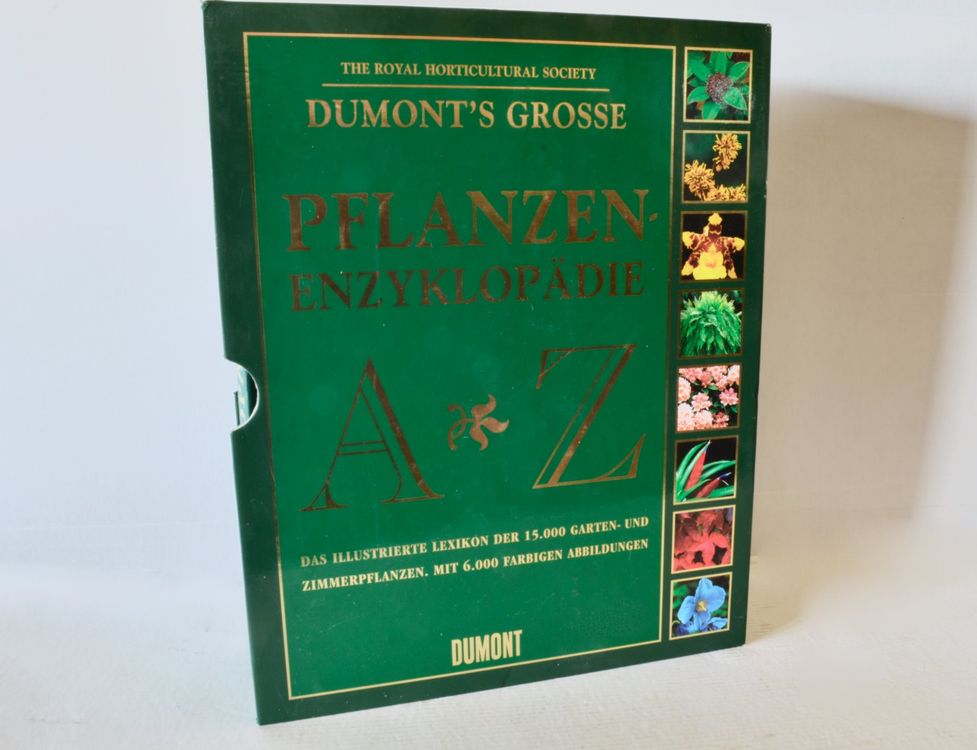 THE ROYAL HORTICULTURAL SOCIETY
DUMONT'S GROSSE
PFLANZEN-
ENZYKLOPÄDIE
A Z
DAS ILLUSTRIERTE LEXIKON DER 15.000 GARTEN- UND
ZIMMERPFLANZEN. MIT 6.000 FARBIGEN ABBILDUNGEN
DUMONT